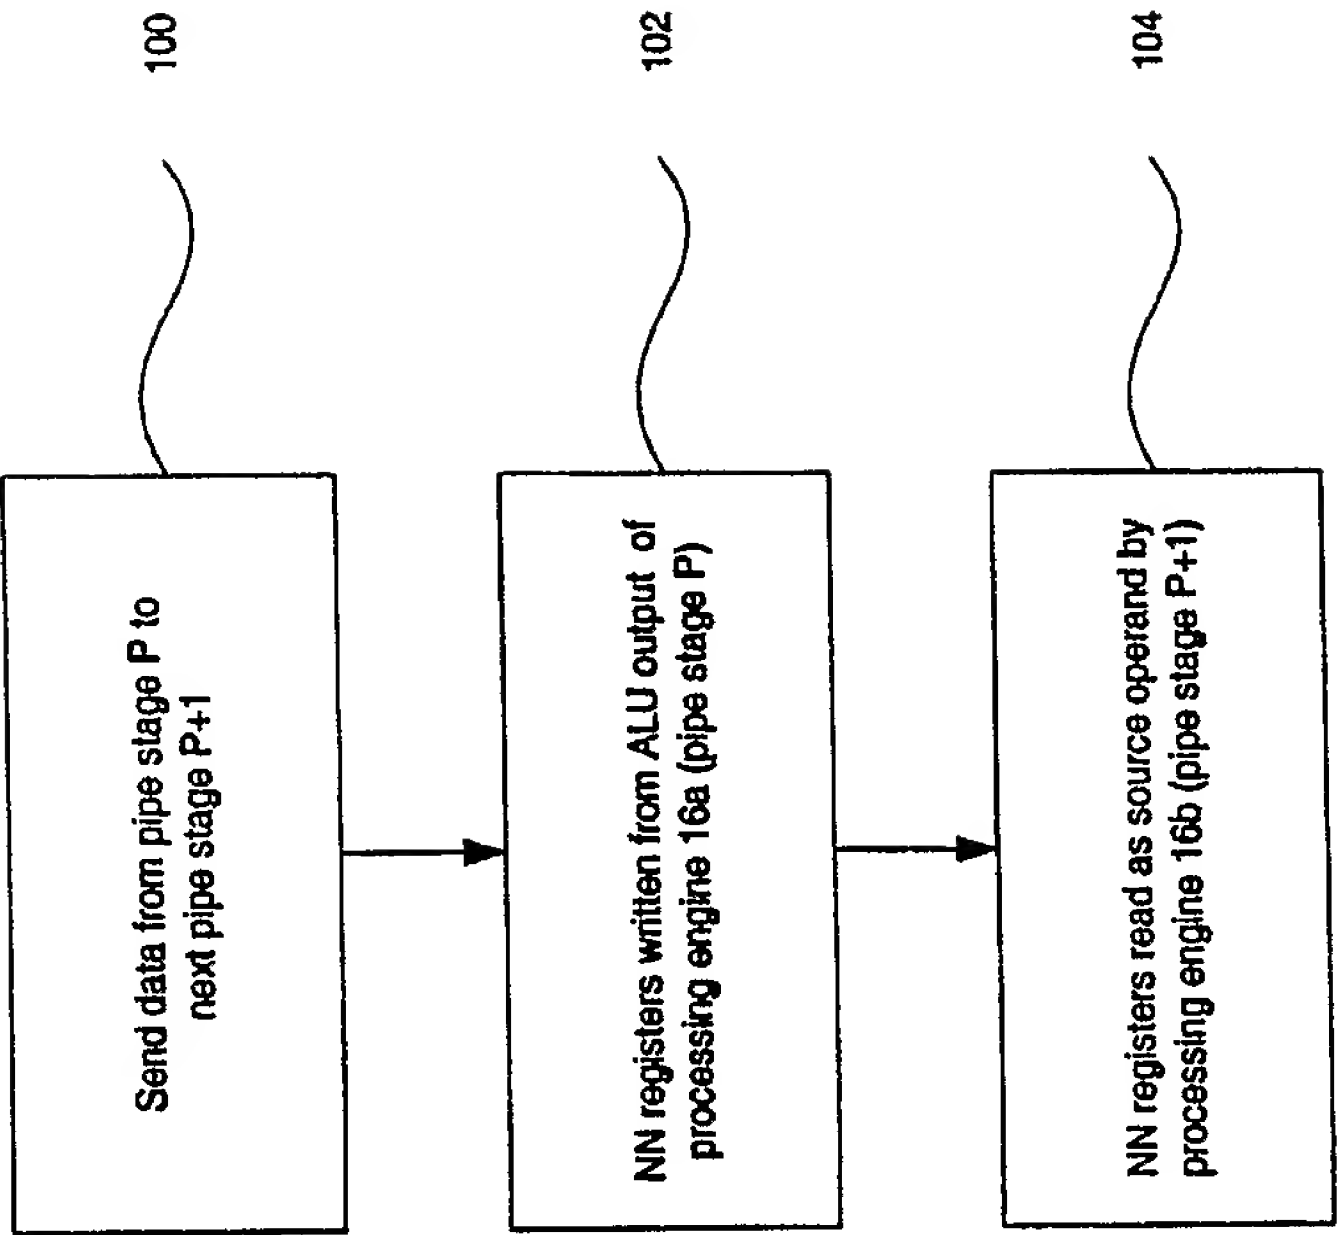 Send data from pipe stage P to
next pipe stage P+1
100
NN registers written from ALU output of
processing engine 16a (pipe stage P)
102
NN registers read as source operand by
processing engine 16b (pipe stage P+1)
104